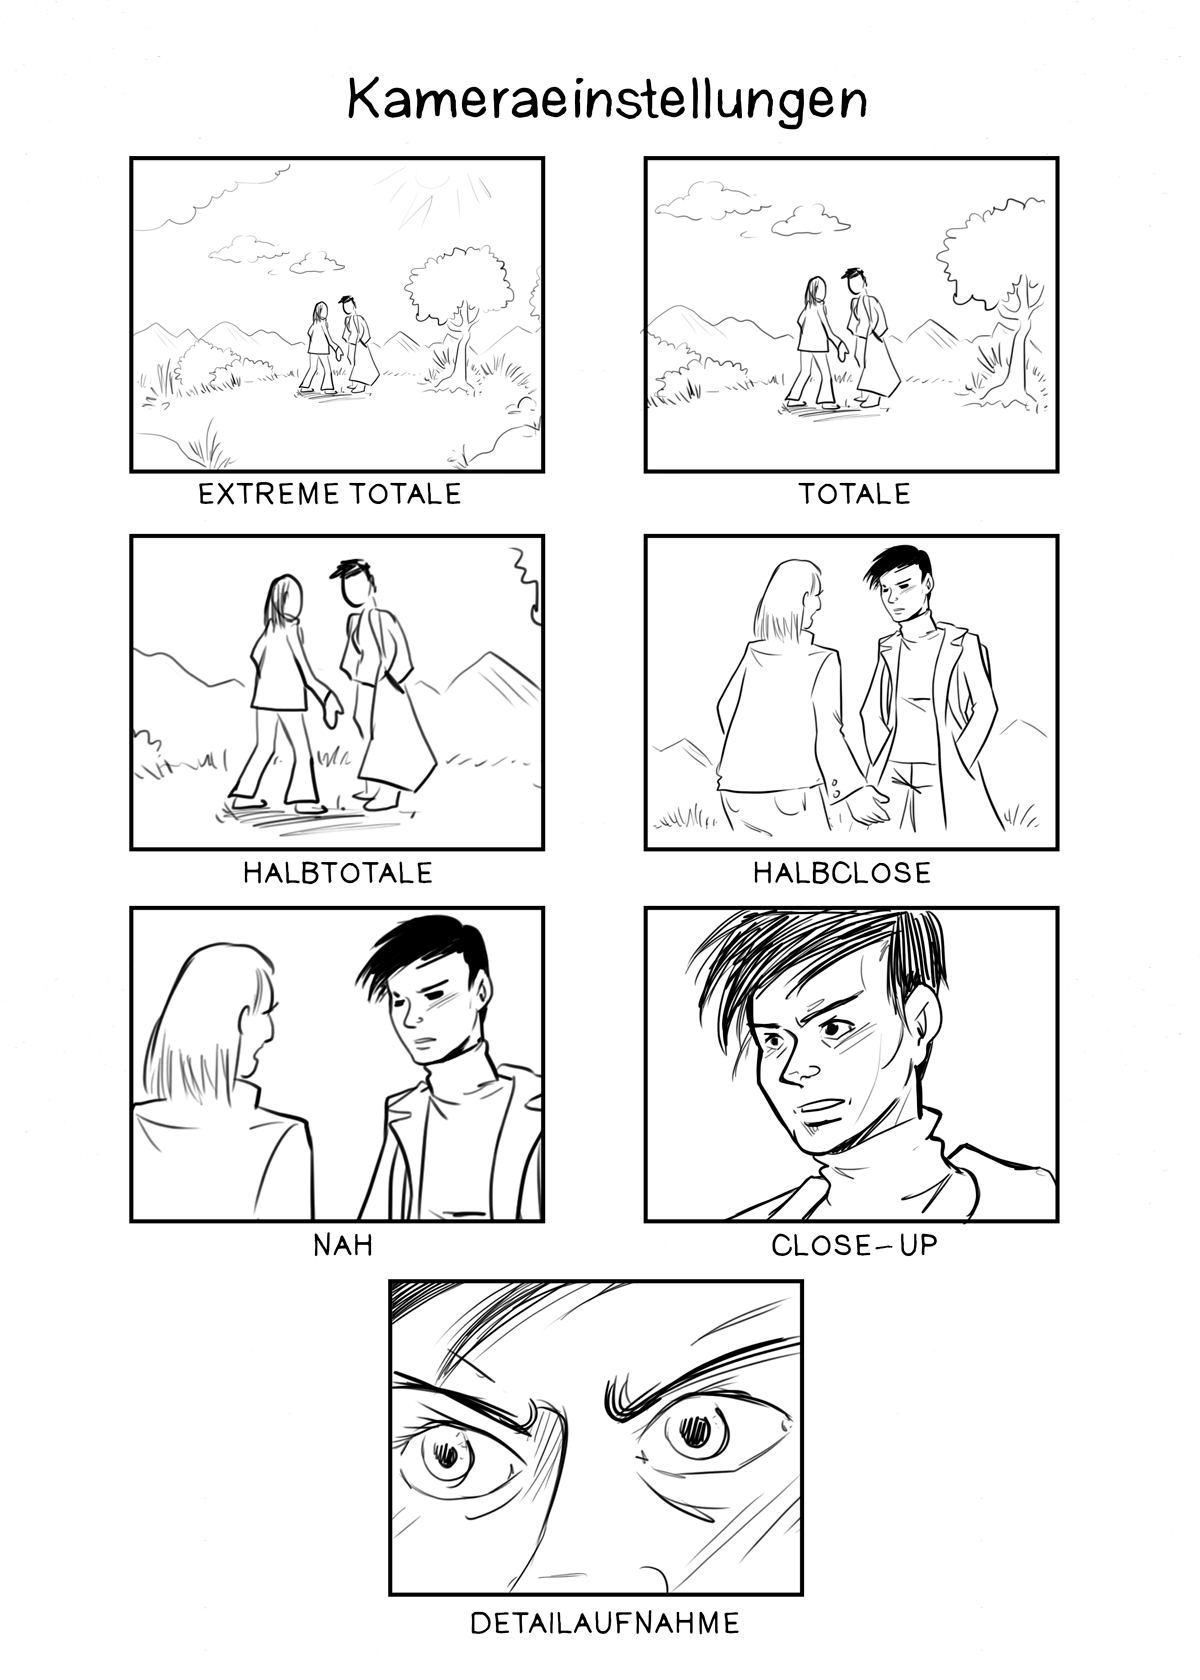 Kameraeinstellungen
EXTREME TOTALE
TOTALE
HALBTOTALE
HALBCLOSE
NAH
CLOSE-UP
DETAILAUFNAHME